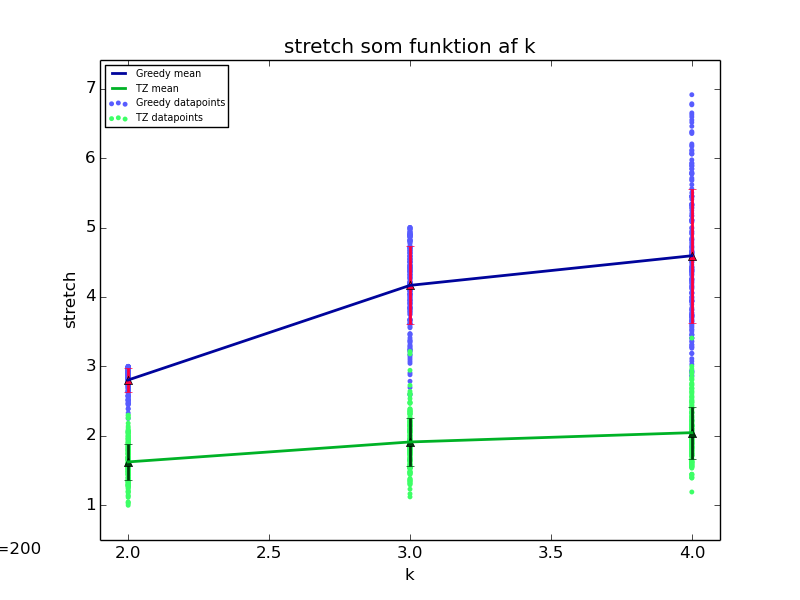 stretch som funktion af k
Greedy mean
TZ mean
Greedy datapoints
TZ datapoints
7
6
5
4
3
2
1
stretch
2.0 2.5 3.0 3.5 4.0
k
=200